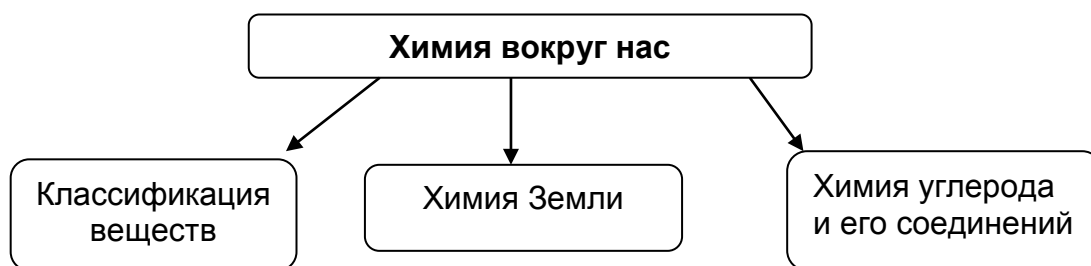 Химия вокруг нас
Классификация
веществ
Химия Земли
Химия углерода
и его соединений